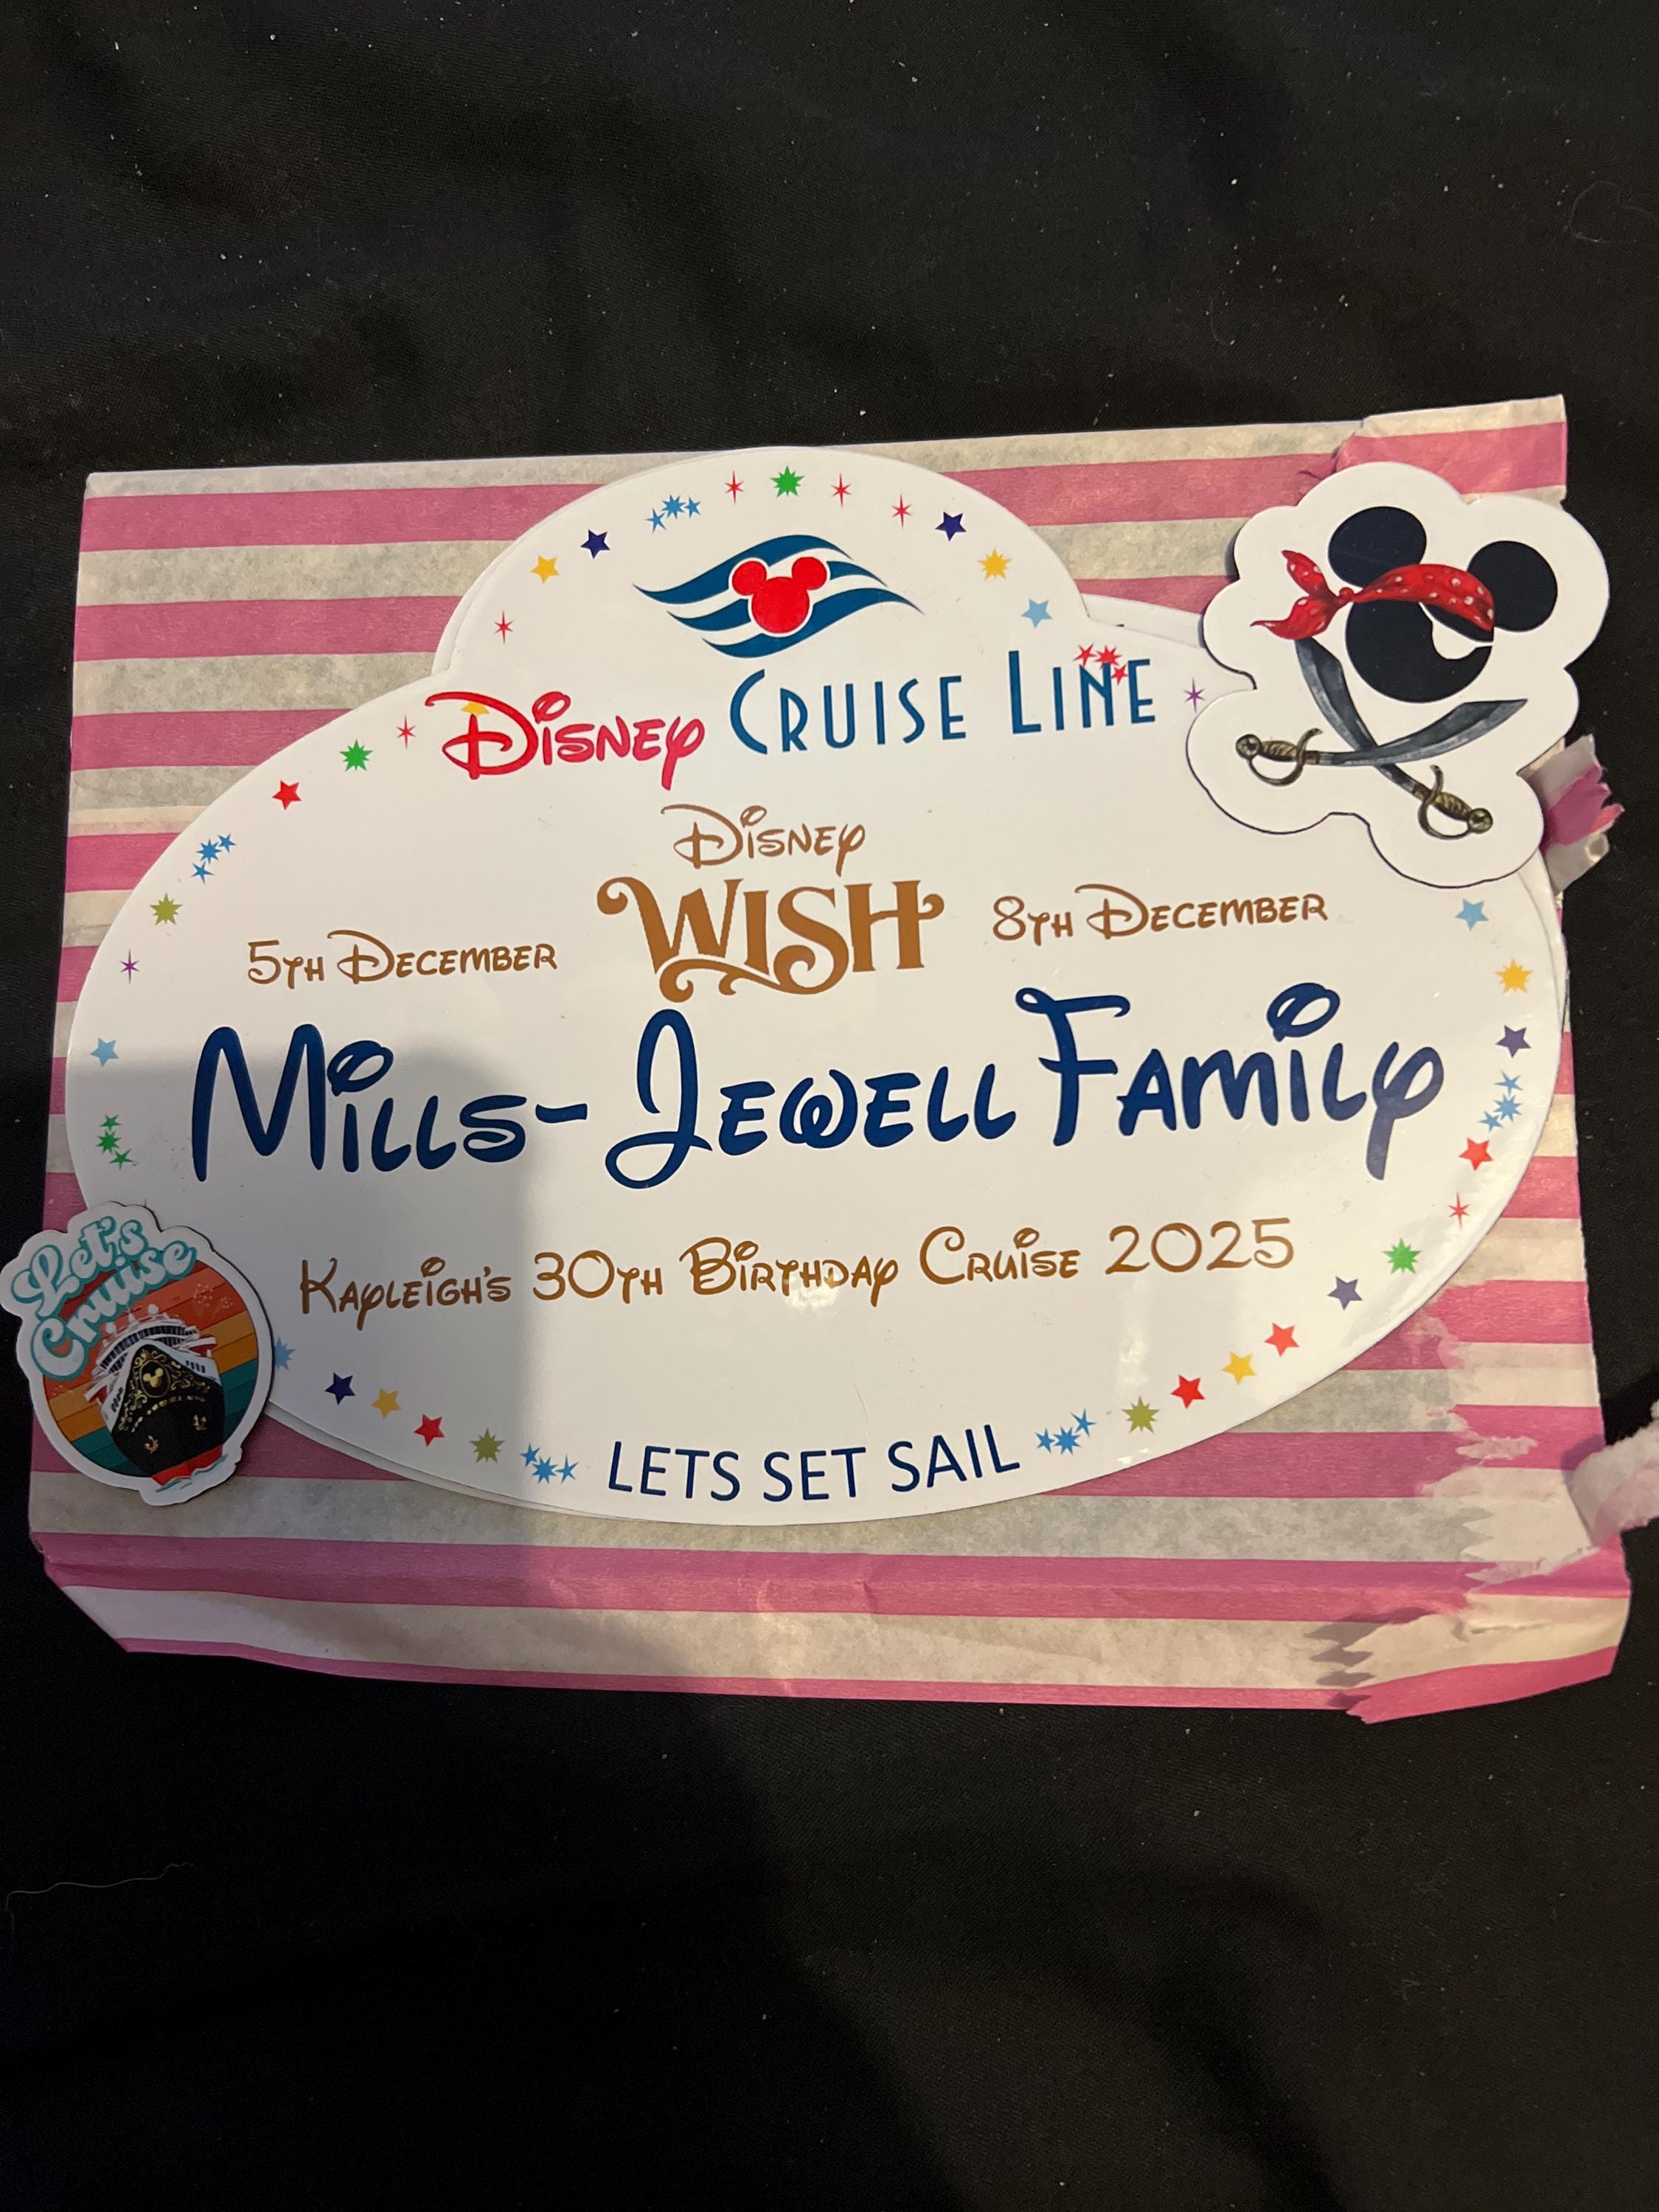 Disney Cruise Line
Disney
WISH
5th December
8th December
Mills-Jewell Family
Kayleigh's 30th Birthday Cruise 2025
LETS SET SAIL
Let's
Cruise